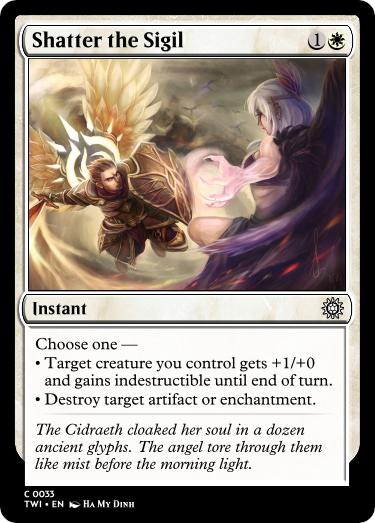 Shatter the Sigil
1
Instant
Choose one —
• Target creature you control gets +1/+0
and gains indestructible until end of turn.
• Destroy target artifact or enchantment.
The Cidraeth cloaked her soul in a dozen
ancient glyphs. The angel tore through them
like mist before the morning light.
C 0033
TWI • EN Ha My Dinh